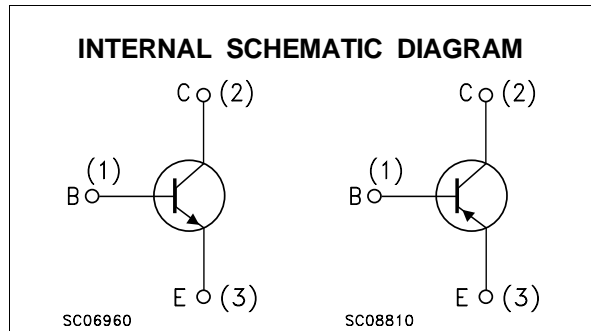 INTERNAL SCHEMATIC DIAGRAM
C (2)
(1)
B
E (3)
SC06960
C (2)
(1)
B
E (3)
SC08810